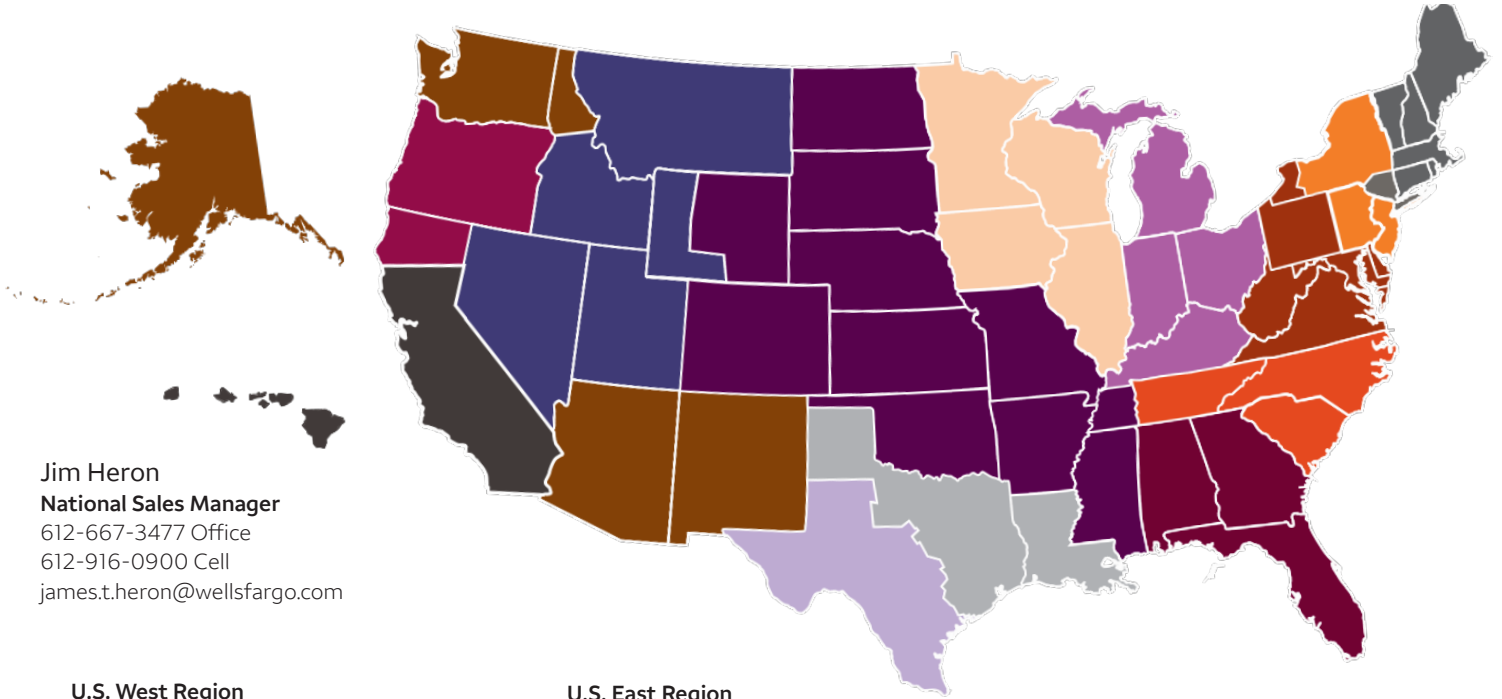 Jim Heron
National Sales Manager
612-667-3477 Office
612-916-0900 Cell
james.t.heron@wellsfargo.com
U.S. West Region
U.S. East Region